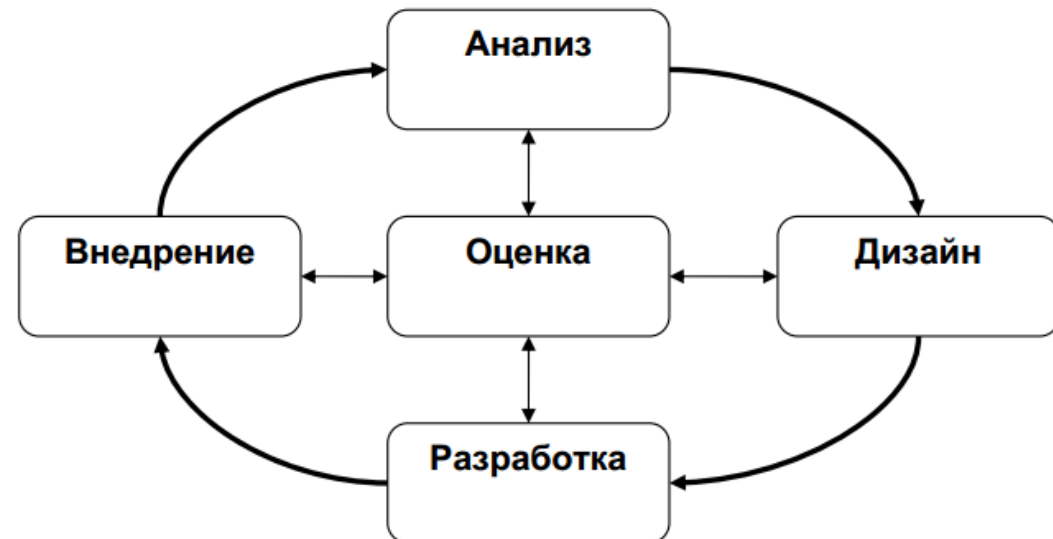 Анализ
Внедрение
Оценка
Дизайн
Разработка